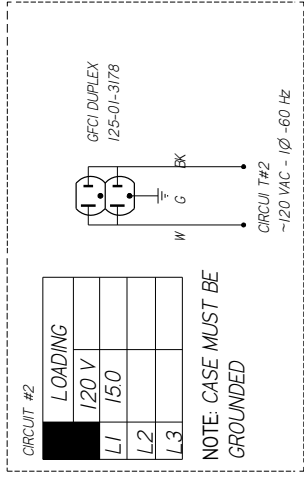 CIRCUIT #2
LOADING
120 V
L1 15.0
L2
L3
NOTE: CASE MUST BE
GROUNDED
GFCI DUPLEX
125-01-3178
W
G
BK
CIRCUI T#2
~120 VAC - 1Ø -60 Hz